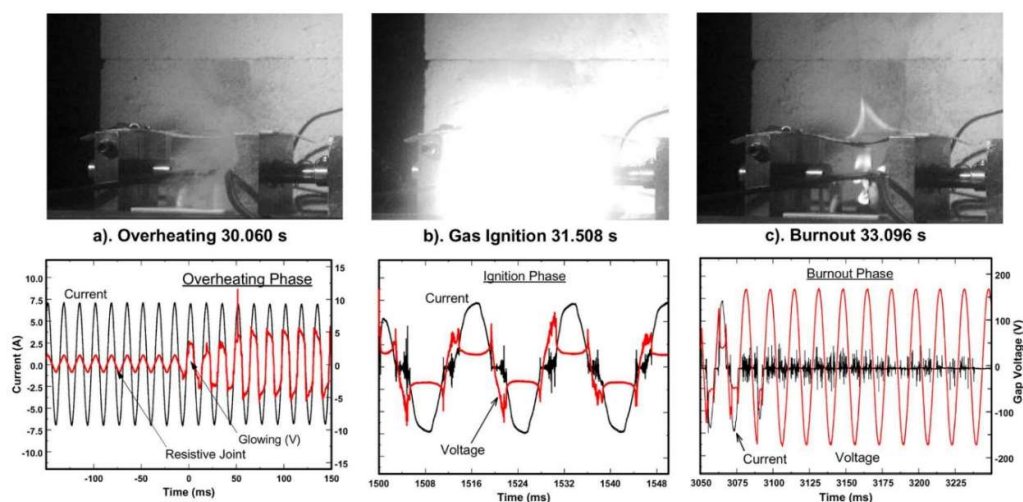 a). Overheating 30.060 s
b). Gas Ignition 31.508 s
c). Burnout 33.096 s
Overheating Phase
Current
Glowing (V)
Resistive Joint
Current (A)
10.0
7.5
5.0
2.5
0.0
-2.5
-5.0
-7.5
-10.0
15
10
5
0
-5
-10
-15
-100
-50
0
50
100
150
Time (ms)
Ignition Phase
Current
Voltage
1500
1508
1516
1524
1532
1540
1548
Time (ms)
Burnout Phase
Current
Voltage
200
100
0
-100
-200
Gap Voltage (V)
3050
3075
3100
3125
3150
3175
3200
3225
Time (ms)